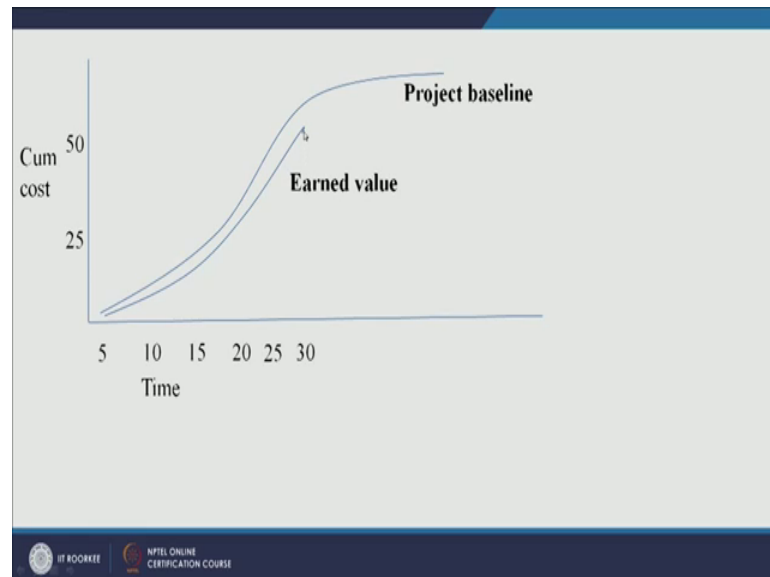 Project baseline
50
Cum
cost
Earned value
25
5 10 15 20 25 30
Time
IIT ROORKEE
NPTEL ONLINE
CERTIFICATION COURSE